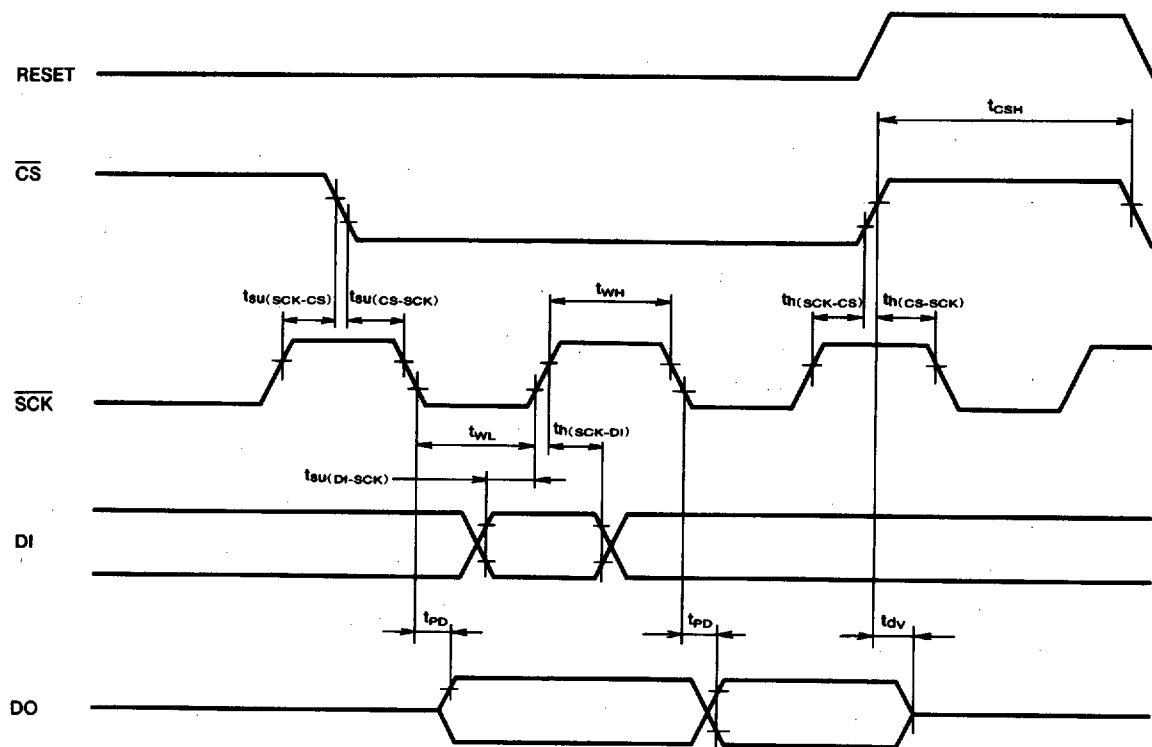 RESET
tCSH
CS
tsu(SCK-CS)
tsu(CS-SCK)
tWH
th(SCK-CS)
th(CS-SCK)
SCK
tWL
th(SCK-DI)
tsu(DI-SCK)
DI
tPD
tPD
tdv
DO